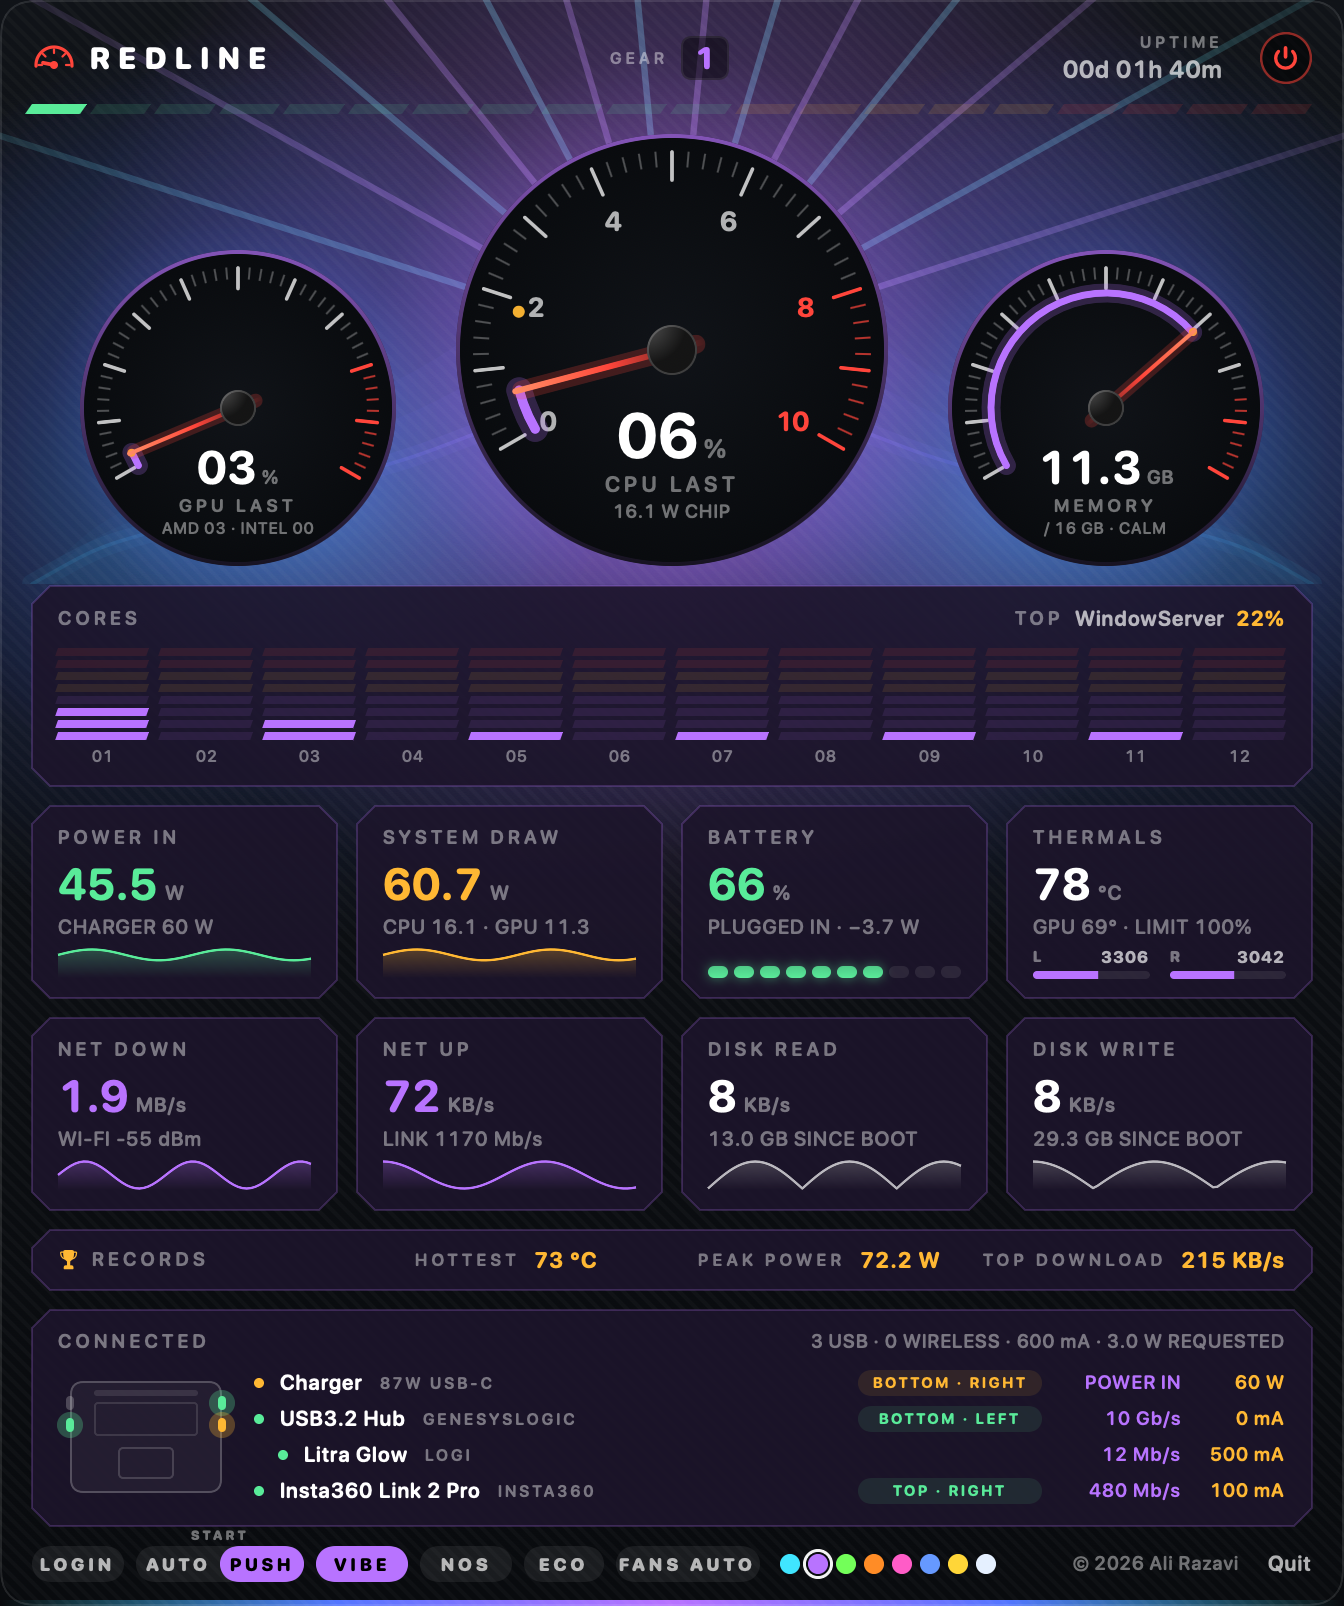 REDLINE
GEAR 1
UPTIME
00d 01h 40m
4 6
2 8
0 10
06 %
CPU LAST
16.1 W CHIP
03 %
GPU LAST
AMD 03 · INTEL 00
11.3 GB
MEMORY
/ 16 GB · CALM
CORES TOP WindowServer 22%
01 02 03 04 05 06 07 08 09 10 11 12
POWER IN
45.5 W
CHARGER 60 W
SYSTEM DRAW
60.7 W
CPU 16.1 · GPU 11.3
BATTERY
66 %
PLUGGED IN · −3.7 W
THERMALS
78 °C
GPU 69° · LIMIT 100%
L 3306 R 3042
NET DOWN
1.9 MB/s
WI-FI -55 dBm
NET UP
72 KB/s
LINK 1170 Mb/s
DISK READ
8 KB/s
13.0 GB SINCE BOOT
DISK WRITE
8 KB/s
29.3 GB SINCE BOOT
RECORDS HOTTEST 73 °C PEAK POWER 72.2 W TOP DOWNLOAD 215 KB/s
CONNECTED 3 USB · 0 WIRELESS · 600 mA · 3.0 W REQUESTED
Charger 87W USB-C BOTTOM · RIGHT POWER IN 60 W
USB3.2 Hub GENESYSLOGIC BOTTOM · LEFT 10 Gb/s 0 mA
Litra Glow LOGI 12 Mb/s 500 mA
Insta360 Link 2 Pro INSTA360 TOP · RIGHT 480 Mb/s 100 mA
START
LOGIN AUTO PUSH VIBE NOS ECO FANS AUTO © 2026 Ali Razavi Quit